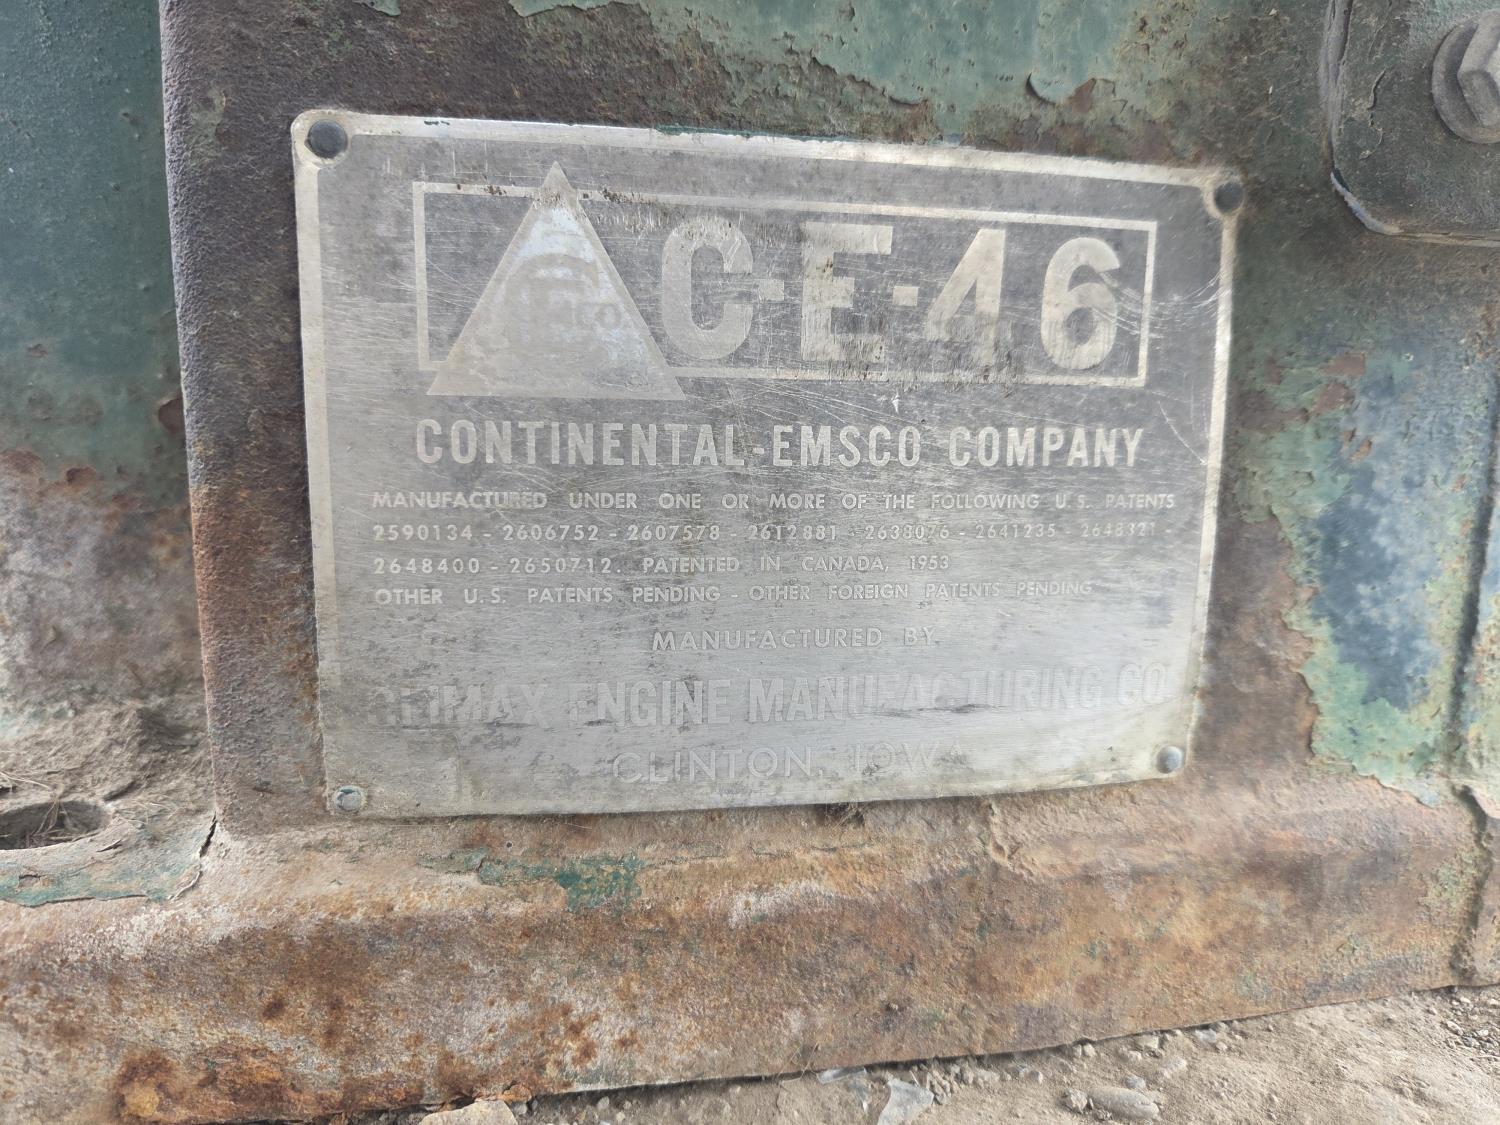 C-E-46
CONTINENTAL-EMSCO COMPANY
MANUFACTURED UNDER ONE OR MORE OF THE FOLLOWING U.S. PATENTS
2590134 - 2606752 - 2607578 - 2612881 - 2638076 - 2641235 - 2648321 -
2648400 - 2650712. PATENTED IN CANADA, 1953
OTHER U.S. PATENTS PENDING - OTHER FOREIGN PATENTS PENDING
MANUFACTURED BY
CLIMAX ENGINE MANUFACTURING CO
CLINTON, IOWA